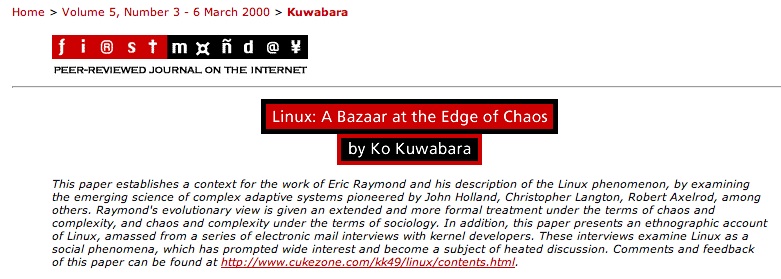 Home > Volume 5, Number 3 - 6 March 2000 > Kuwabara
ƒi®st m¤ñd@¥
PEER-REVIEWED JOURNAL ON THE INTERNET
Linux: A Bazaar at the Edge of Chaos
by Ko Kuwabara
This paper establishes a context for the work of Eric Raymond and his description of the Linux phenomenon, by examining
the emerging science of complex adaptive systems pioneered by John Holland, Christopher Langton, Robert Axelrod, among
others. Raymond's evolutionary view is given an extended and more formal treatment under the terms of chaos and
complexity, and chaos and complexity under the terms of sociology. In addition, this paper presents an ethnographic account
of Linux, amassed from a series of electronic mail interviews with kernel developers. These interviews examine Linux as a
social phenomena, which has prompted wide interest and become a subject of heated discussion. Comments and feedback
of this paper can be found at http://www.cukezone.com/kk49/linux/contents.html.